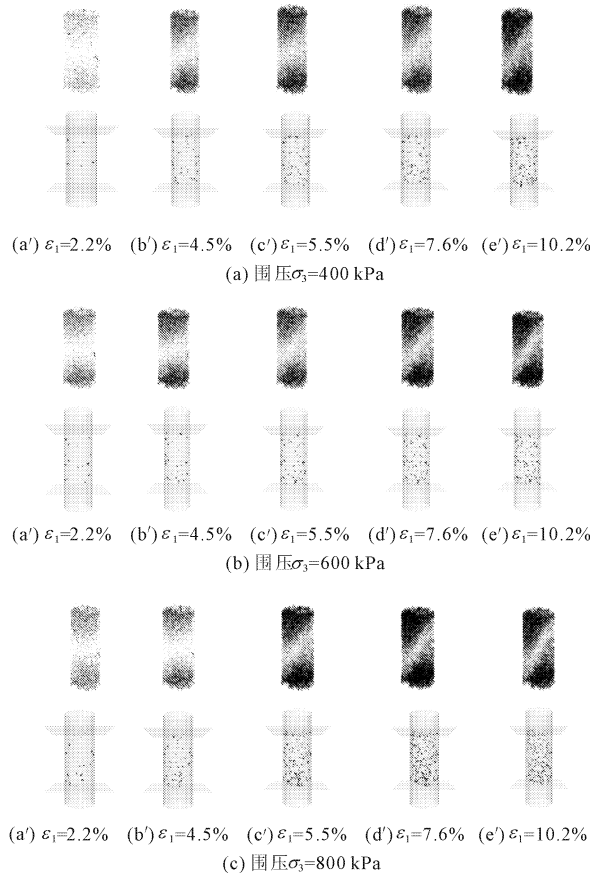 (a′) ε₁=2.2% (b′) ε₁=4.5% (c′) ε₁=5.5% (d′) ε₁=7.6% (e′) ε₁=10.2%
(a) 围压σ₃=400 kPa
(a′) ε₁=2.2% (b′) ε₁=4.5% (c′) ε₁=5.5% (d′) ε₁=7.6% (e′) ε₁=10.2%
(b) 围压σ₃=600 kPa
(a′) ε₁=2.2% (b′) ε₁=4.5% (c′) ε₁=5.5% (d′) ε₁=7.6% (e′) ε₁=10.2%
(c) 围压σ₃=800 kPa